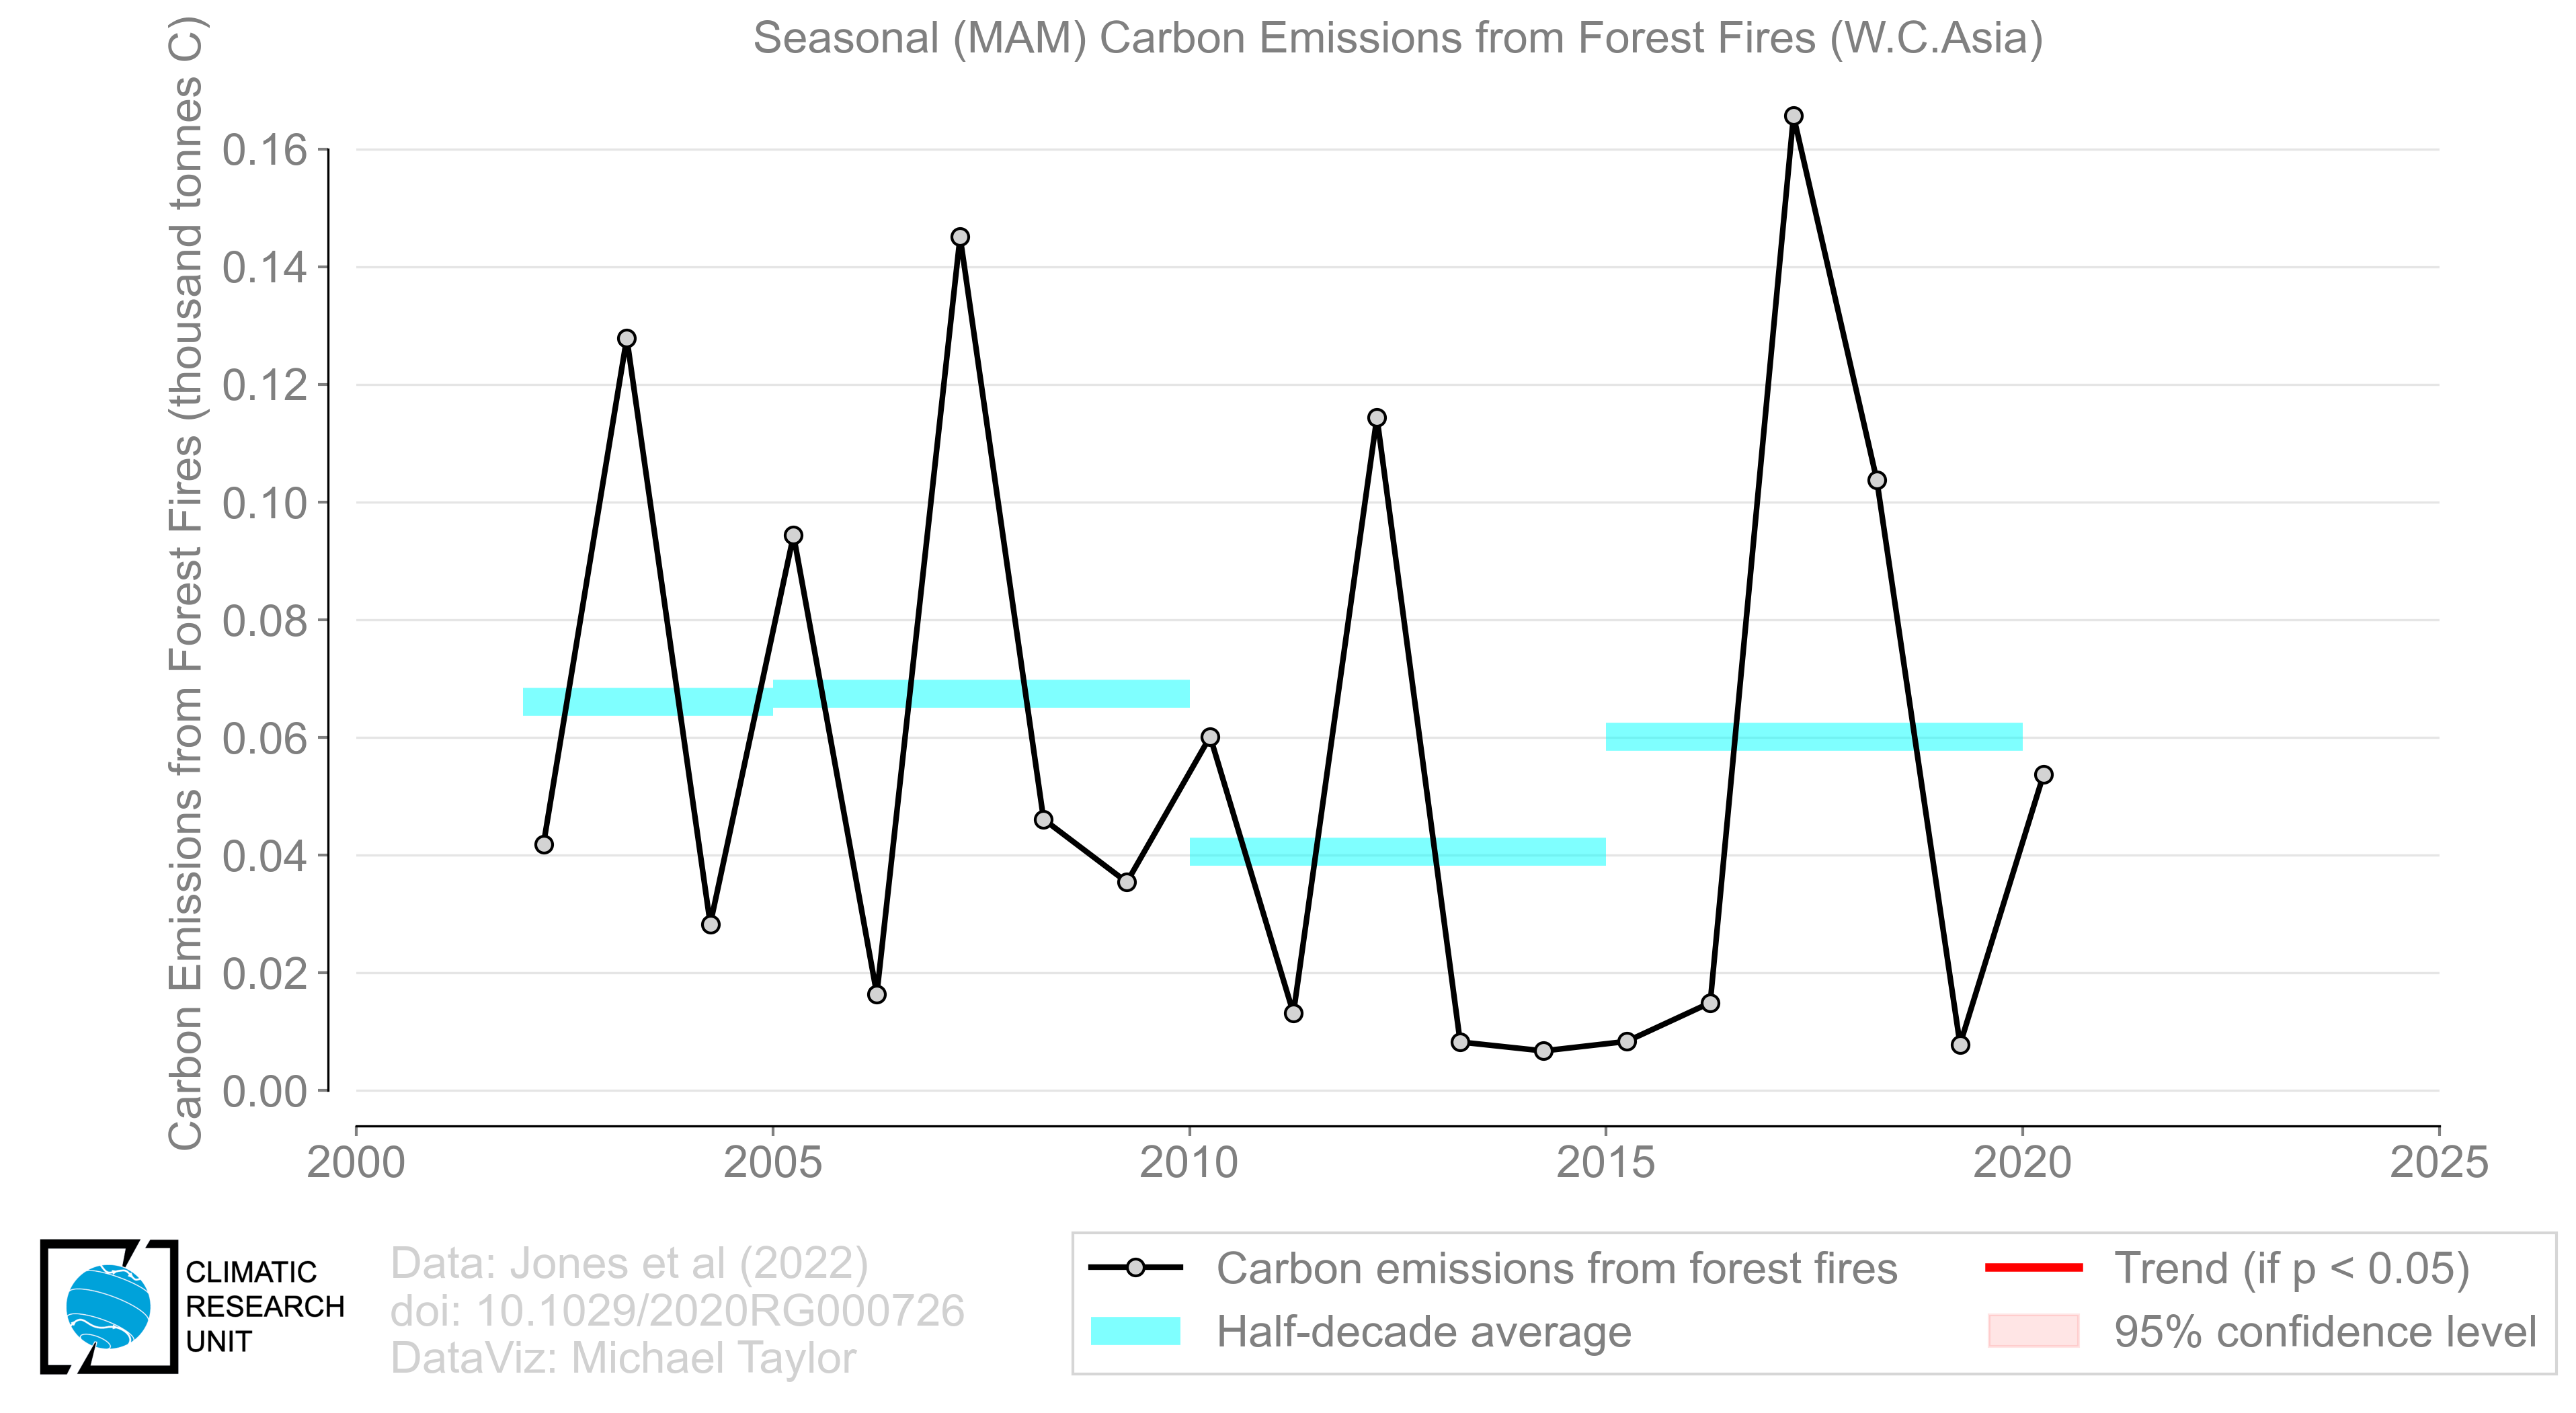 Seasonal (MAM) Carbon Emissions from Forest Fires (W.C.Asia)
Carbon Emissions from Forest Fires (thousand tonnes C)
0.16
0.14
0.12
0.10
0.08
0.06
0.04
0.02
0.00
2000
2005
2010
2015
2020
2025
CLIMATIC
RESEARCH
UNIT
Data: Jones et al (2022)
doi: 10.1029/2020RG000726
DataViz: Michael Taylor
Carbon emissions from forest fires
Half-decade average
Trend (if p < 0.05)
95% confidence level